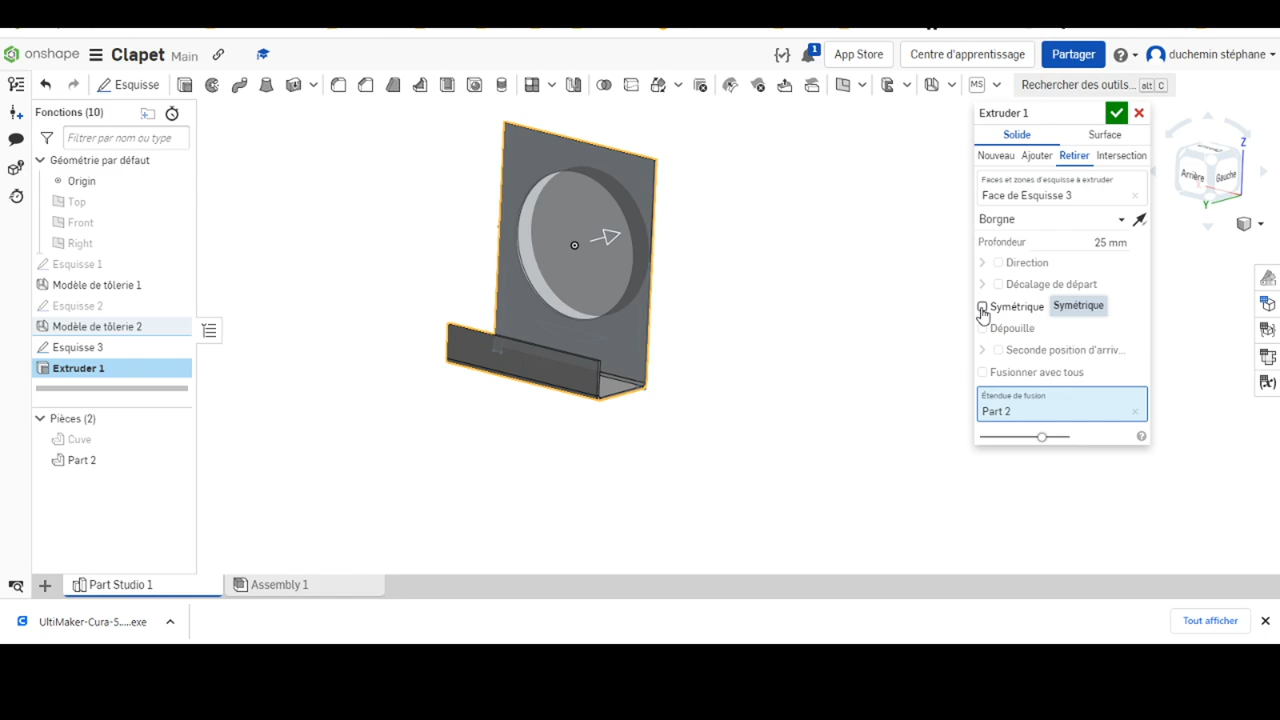 onshape Clapet Main
1
App Store
Centre d'apprentissage
Partager
duchemin stéphane
Esquisse
MS
Rechercher des outils... alt C
Fonctions (10)
Filtrer par nom ou type
Géométrie par défaut
Origin
Top
Front
Right
Esquisse 1
Modèle de tôlerie 1
Esquisse 2
Modèle de tôlerie 2
Esquisse 3
Extruder 1
Pièces (2)
Cuve
Part 2
Extruder 1
Solide Surface
Nouveau Ajouter Retirer Intersection
Faces et zones d'esquisse à extruder
Face de Esquisse 3
Borgne
Profondeur 25 mm
Direction
Décalage de départ
Symétrique Symétrique
Dépouille
Seconde position d'arriv...
Fusionner avec tous
Étendue de fusion
Part 2
Z
Arrière Gauche
Y
Part Studio 1
Assembly 1
UltiMaker-Cura-5.....exe
Tout afficher